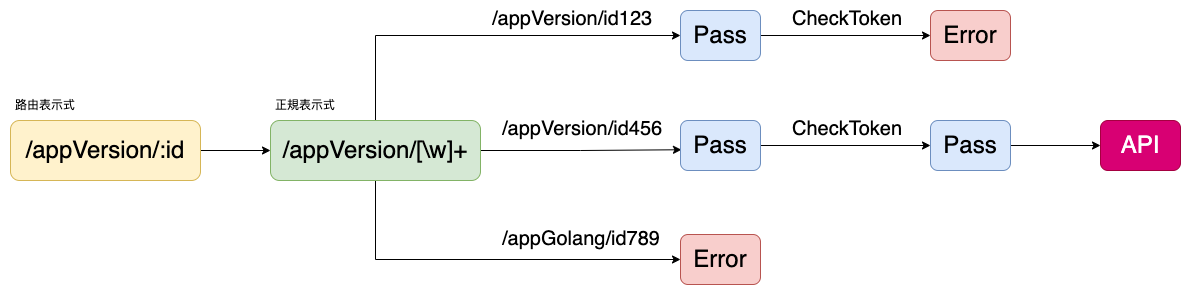 /appVersion/id123
Pass
CheckToken
Error
路由表示式
/appVersion/:id
正規表示式
/appVersion/[\w]+
/appVersion/id456
Pass
CheckToken
Pass
API
/appGolang/id789
Error